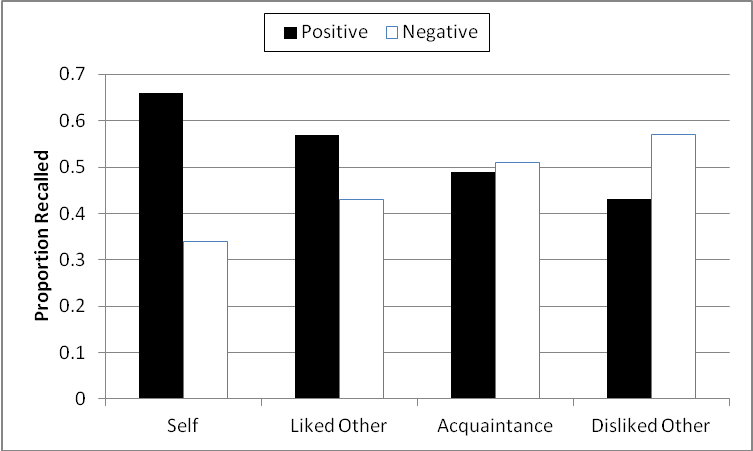 Positive Negative
Proportion Recalled
0.7
0.6
0.5
0.4
0.3
0.2
0.1
0
Self Liked Other Acquaintance Disliked Other